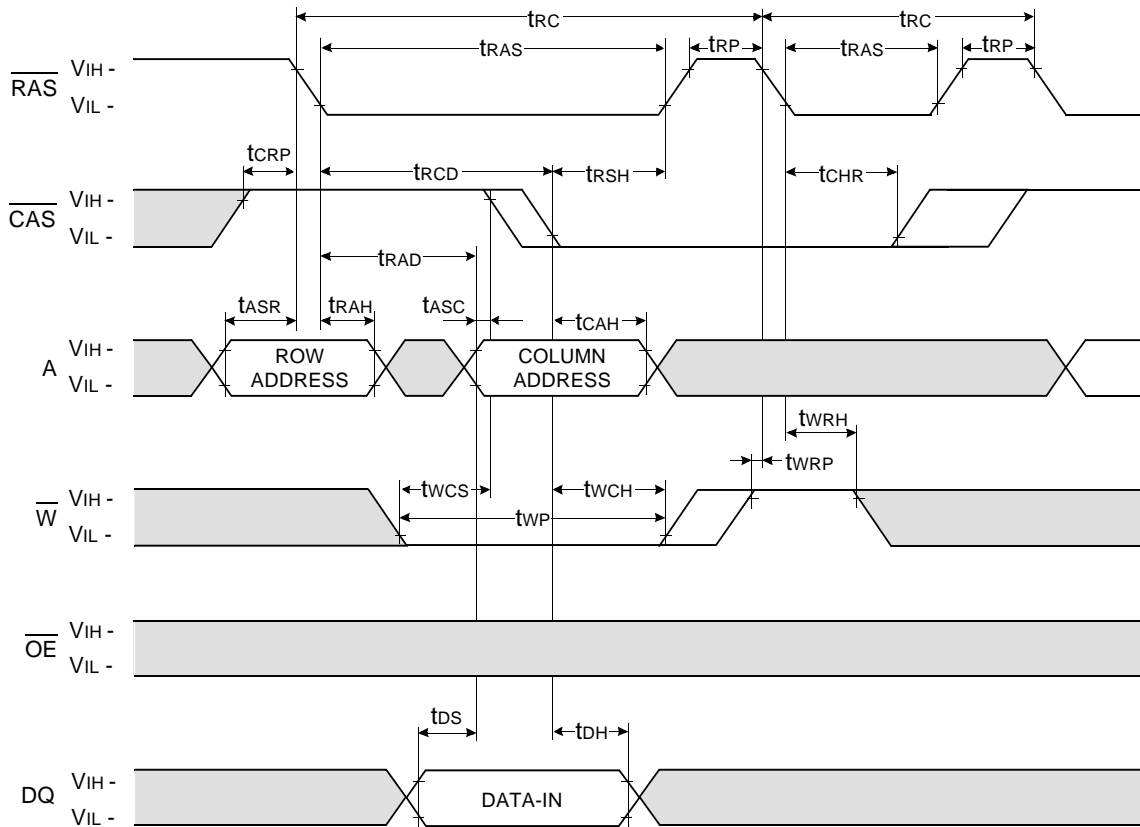 tRC tRC
tRAS tRP tRAS tRP
RAS VIH -
VIL -
tCRP tRCD tRSH tCHR
CAS VIH -
VIL -
tRAD
tASR tRAH tASC tCAH
A VIH -
VIL -
ROW ADDRESS
COLUMN ADDRESS
tWRH
tWRP
tWCS tWCH
W VIH -
VIL -
tWP
OE VIH -
VIL -
tDS tDH
DQ VIH -
VIL -
DATA-IN